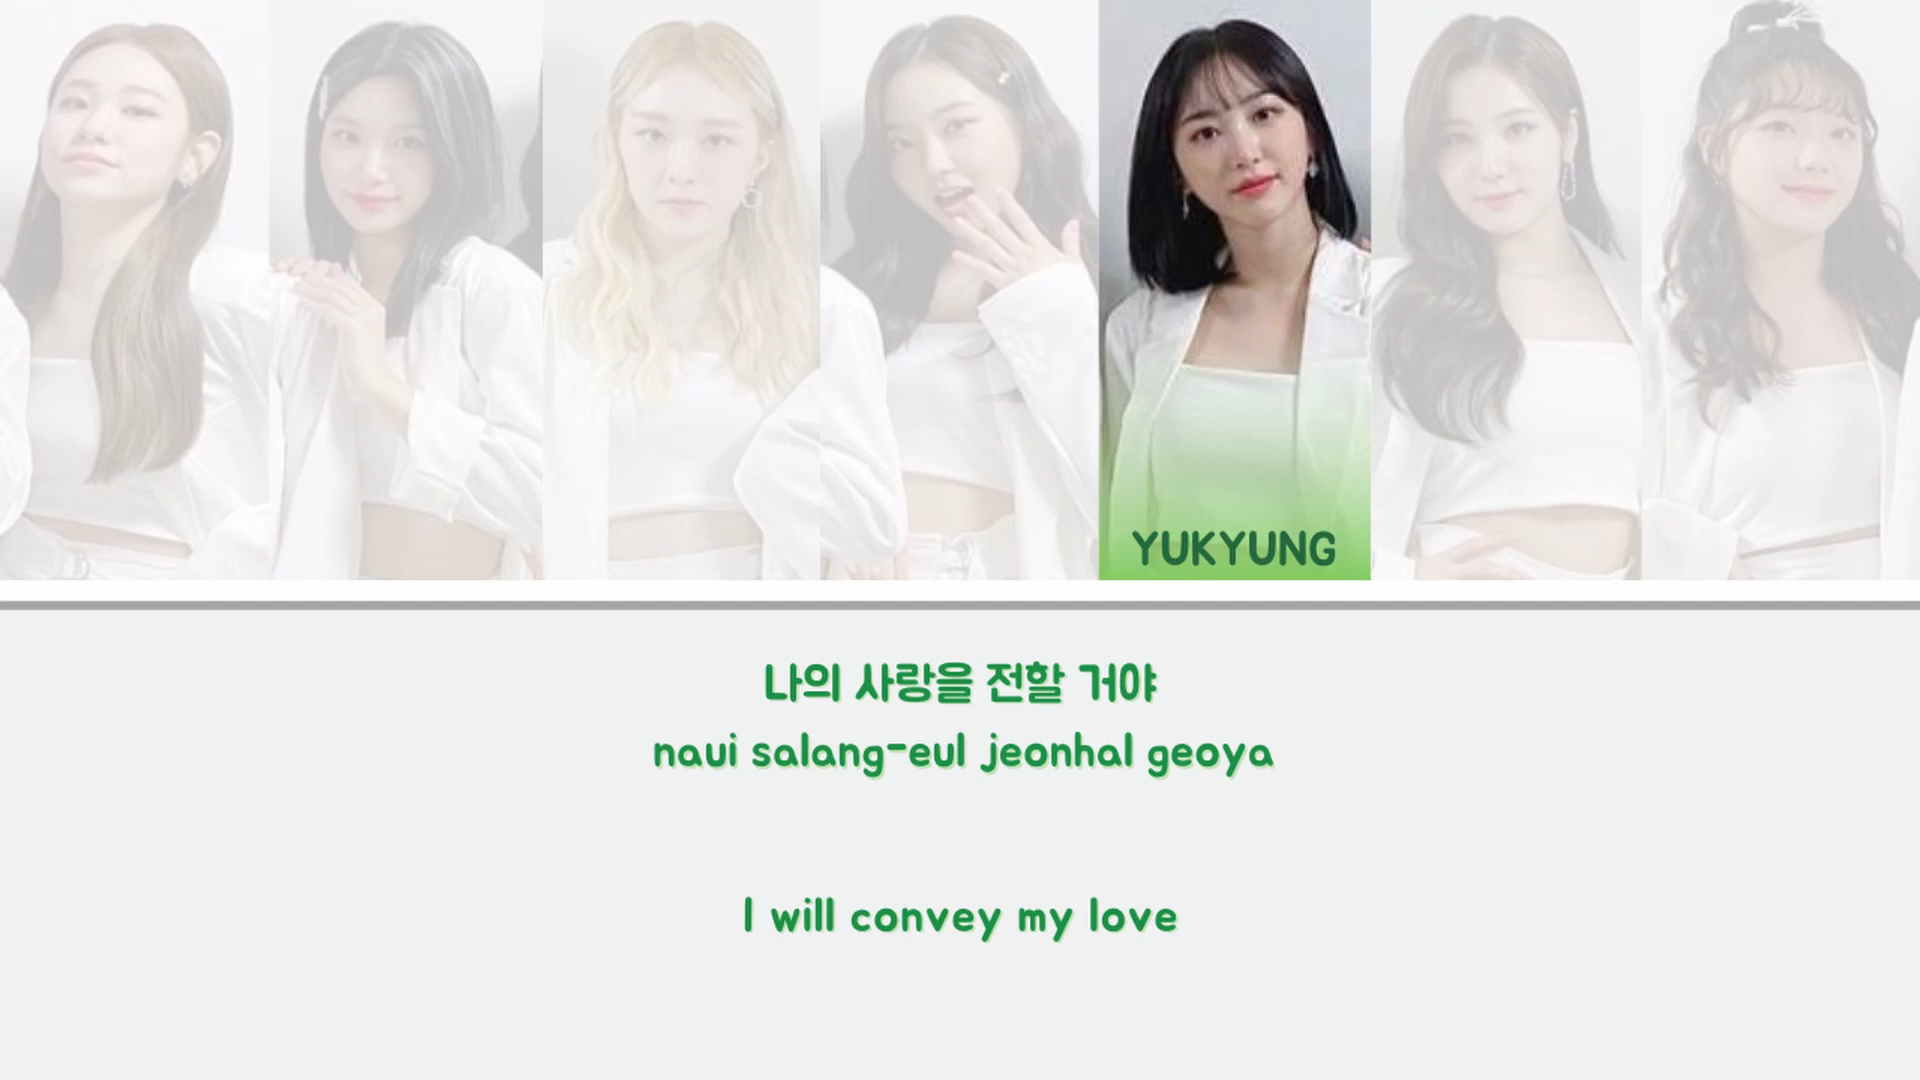 YUKYUNG
나의 사랑을 전할 거야
naui salang-eul jeonhal geoya
I will convey my love